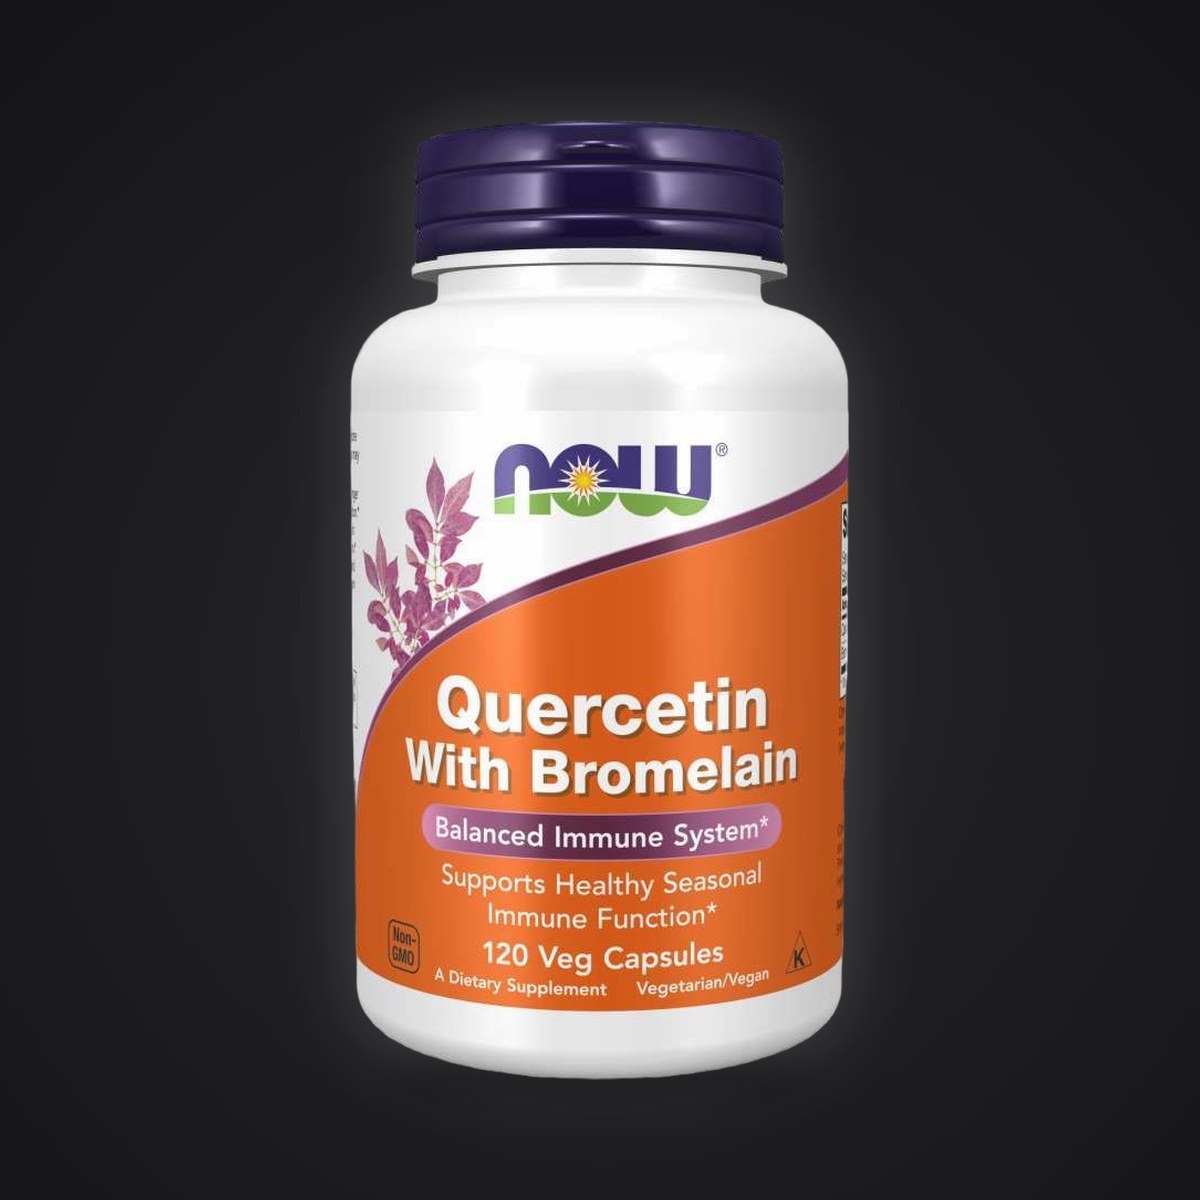 now®
Quercetin
With Bromelain
Balanced Immune System*
Supports Healthy Seasonal
Immune Function*
120 Veg Capsules
Non-
GMO
A Dietary Supplement
Vegetarian/Vegan
K